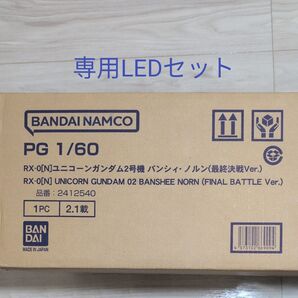 専用LEDセット
BANDAI NAMCO
PG 1/60
RX-0[N]ユニコーンガンダム2号機 バンシィ・ノルン(最終決戦Ver.)
RX-0[N] UNICORN GUNDAM 02 BANSHEE NORN (FINAL BATTLE Ver.)
品番:2412540
1PC 2.1載
BAN
DAI
MADE IN JAPAN